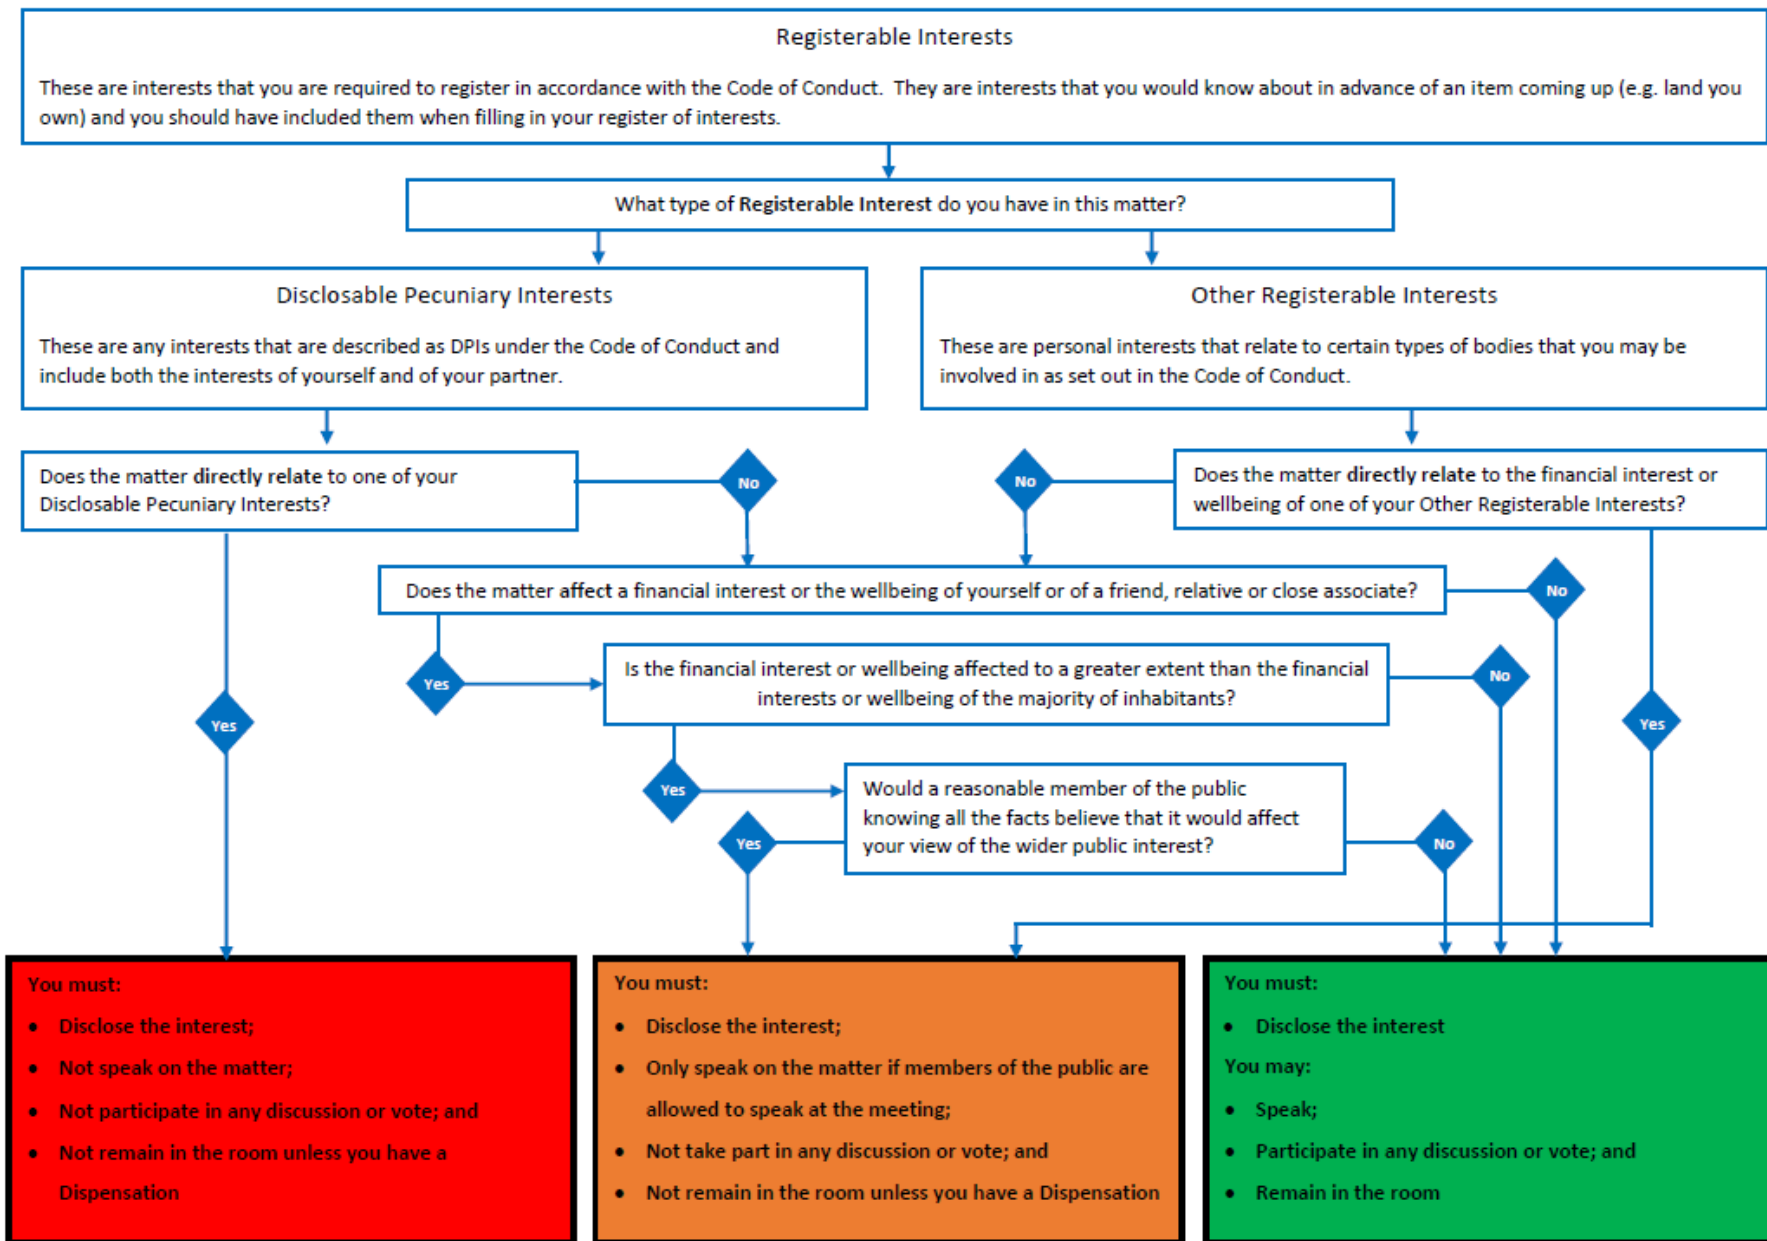 Registerable Interests
These are interests that you are required to register in accordance with the Code of Conduct. They are interests that you would know about in advance of an item coming up (e.g. land you
own) and you should have included them when filling in your register of interests.
What type of Registerable Interest do you have in this matter?
Disclosable Pecuniary Interests
These are any interests that are described as DPIs under the Code of Conduct and
include both the interests of yourself and of your partner.
Other Registerable Interests
These are personal interests that relate to certain types of bodies that you may be
involved in as set out in the Code of Conduct.
Does the matter directly relate to one of your
Disclosable Pecuniary Interests?
No
No
Does the matter directly relate to the financial interest or
wellbeing of one of your Other Registerable Interests?
Does the matter affect a financial interest or the wellbeing of yourself or of a friend, relative or close associate?
No
Yes
Is the financial interest or wellbeing affected to a greater extent than the financial
interests or wellbeing of the majority of inhabitants?
No
Yes
Yes
Yes
Would a reasonable member of the public
knowing all the facts believe that it would affect
your view of the wider public interest?
Yes
No
You must:
• Disclose the interest;
• Not speak on the matter;
• Not participate in any discussion or vote; and
• Not remain in the room unless you have a
Dispensation
You must:
• Disclose the interest;
• Only speak on the matter if members of the public are
allowed to speak at the meeting;
• Not take part in any discussion or vote; and
• Not remain in the room unless you have a Dispensation
You must:
• Disclose the interest
You may:
• Speak;
• Participate in any discussion or vote; and
• Remain in the room